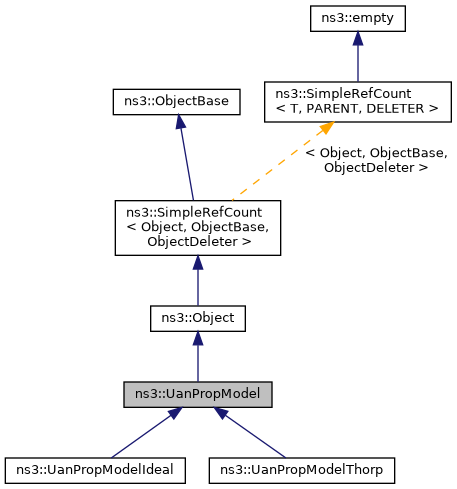 ns3::empty
ns3::SimpleRefCount
< T, PARENT, DELETER >
ns3::ObjectBase
< Object, ObjectBase,
ObjectDeleter >
ns3::SimpleRefCount
< Object, ObjectBase,
ObjectDeleter >
ns3::Object
ns3::UanPropModel
ns3::UanPropModelIdeal
ns3::UanPropModelThorp